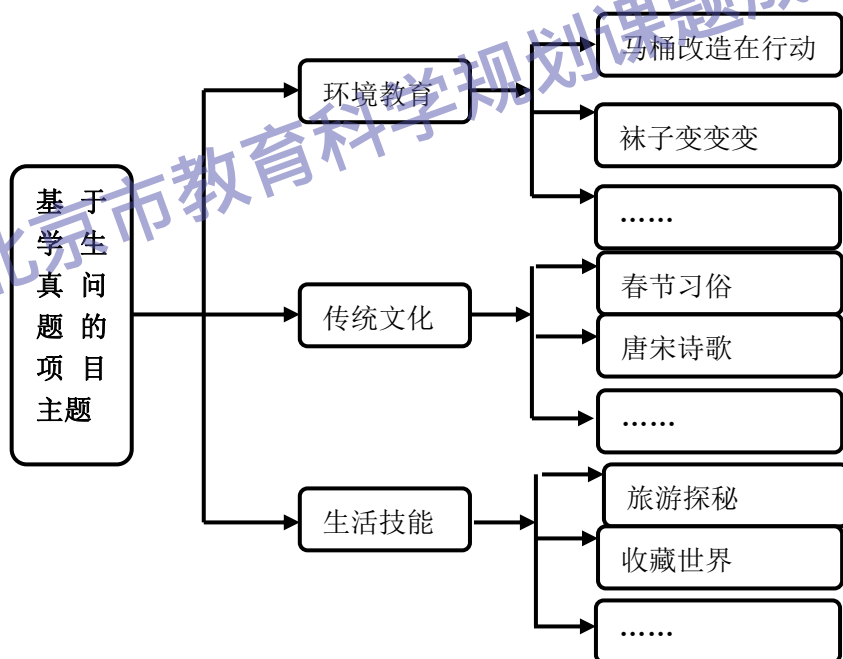 基于
学生
真问
题的
项目
主题
环境教育
马桶改造在行动
袜子变变变
……
传统文化
春节习俗
唐宋诗歌
……
生活技能
旅游探秘
收藏世界
……
北京市教育科学规划课题成